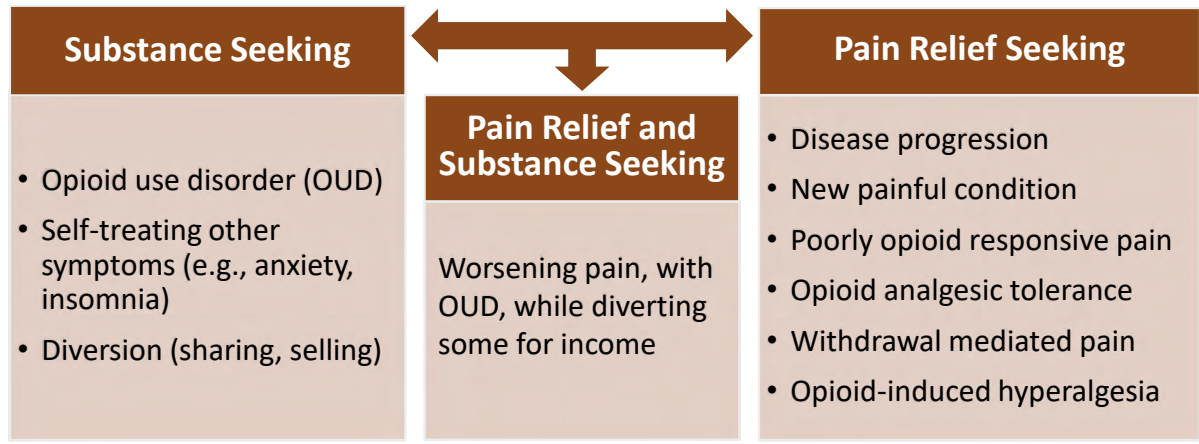 Substance Seeking
• Opioid use disorder (OUD)
• Self-treating other
symptoms (e.g., anxiety,
insomnia)
• Diversion (sharing, selling)
Pain Relief and
Substance Seeking
Worsening pain, with
OUD, while diverting
some for income
Pain Relief Seeking
• Disease progression
• New painful condition
• Poorly opioid responsive pain
• Opioid analgesic tolerance
• Withdrawal mediated pain
• Opioid-induced hyperalgesia